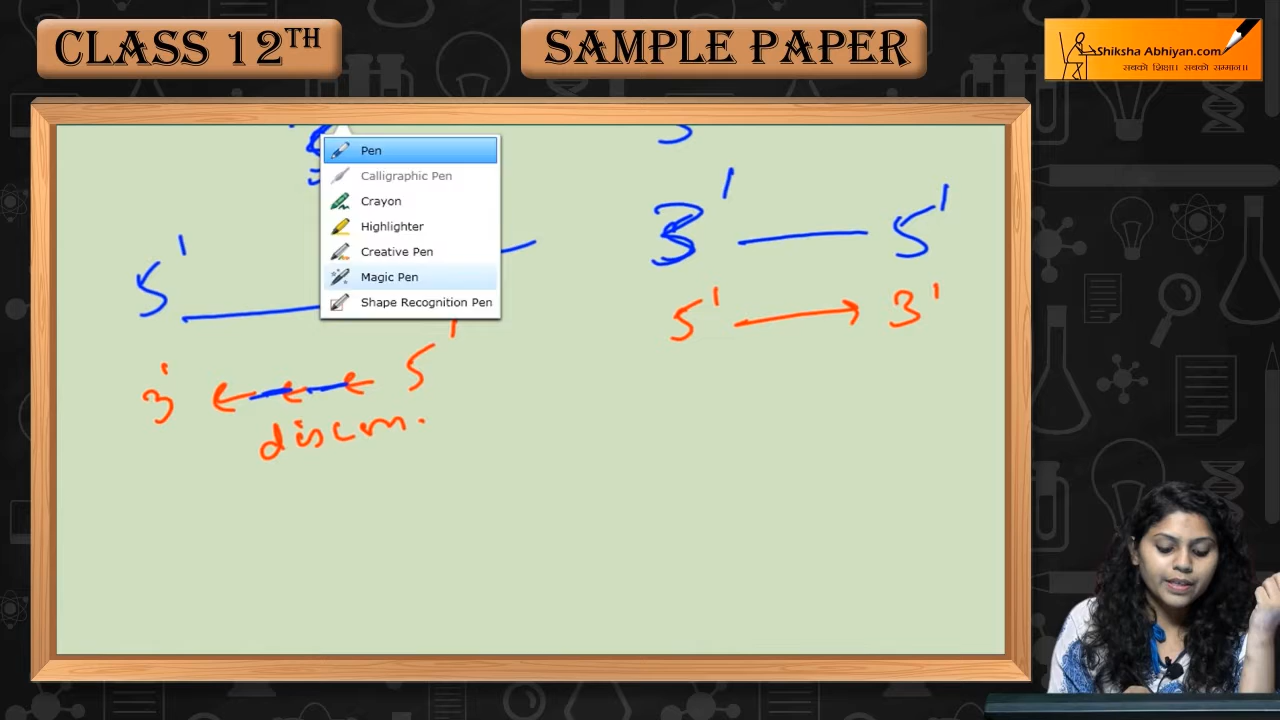 CLASS 12TH
SAMPLE PAPER
Shiksha Abhiyan.com
सबको शिक्षा। सबको सम्मान।।
Pen
Calligraphic Pen
Crayon
Highlighter
Creative Pen
Magic Pen
Shape Recognition Pen
3' — 5'
5'
5' → 3'
3' 5'
discon.